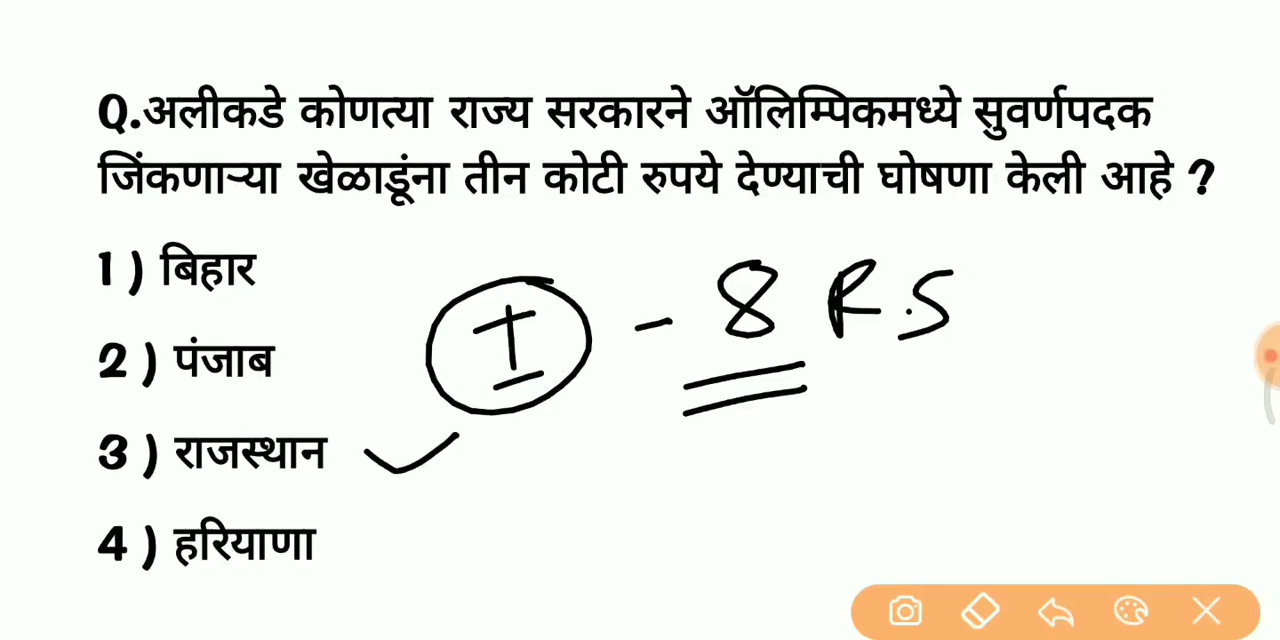 Q.अलीकडे कोणत्या राज्य सरकारने ऑलिम्पिकमध्ये सुवर्णपदक
जिंकणाऱ्या खेळाडूंना तीन कोटी रुपये देण्याची घोषणा केली आहे ?
1 ) बिहार
I - 8 R.S
2 ) पंजाब
3 ) राजस्थान
4 ) हरियाणा